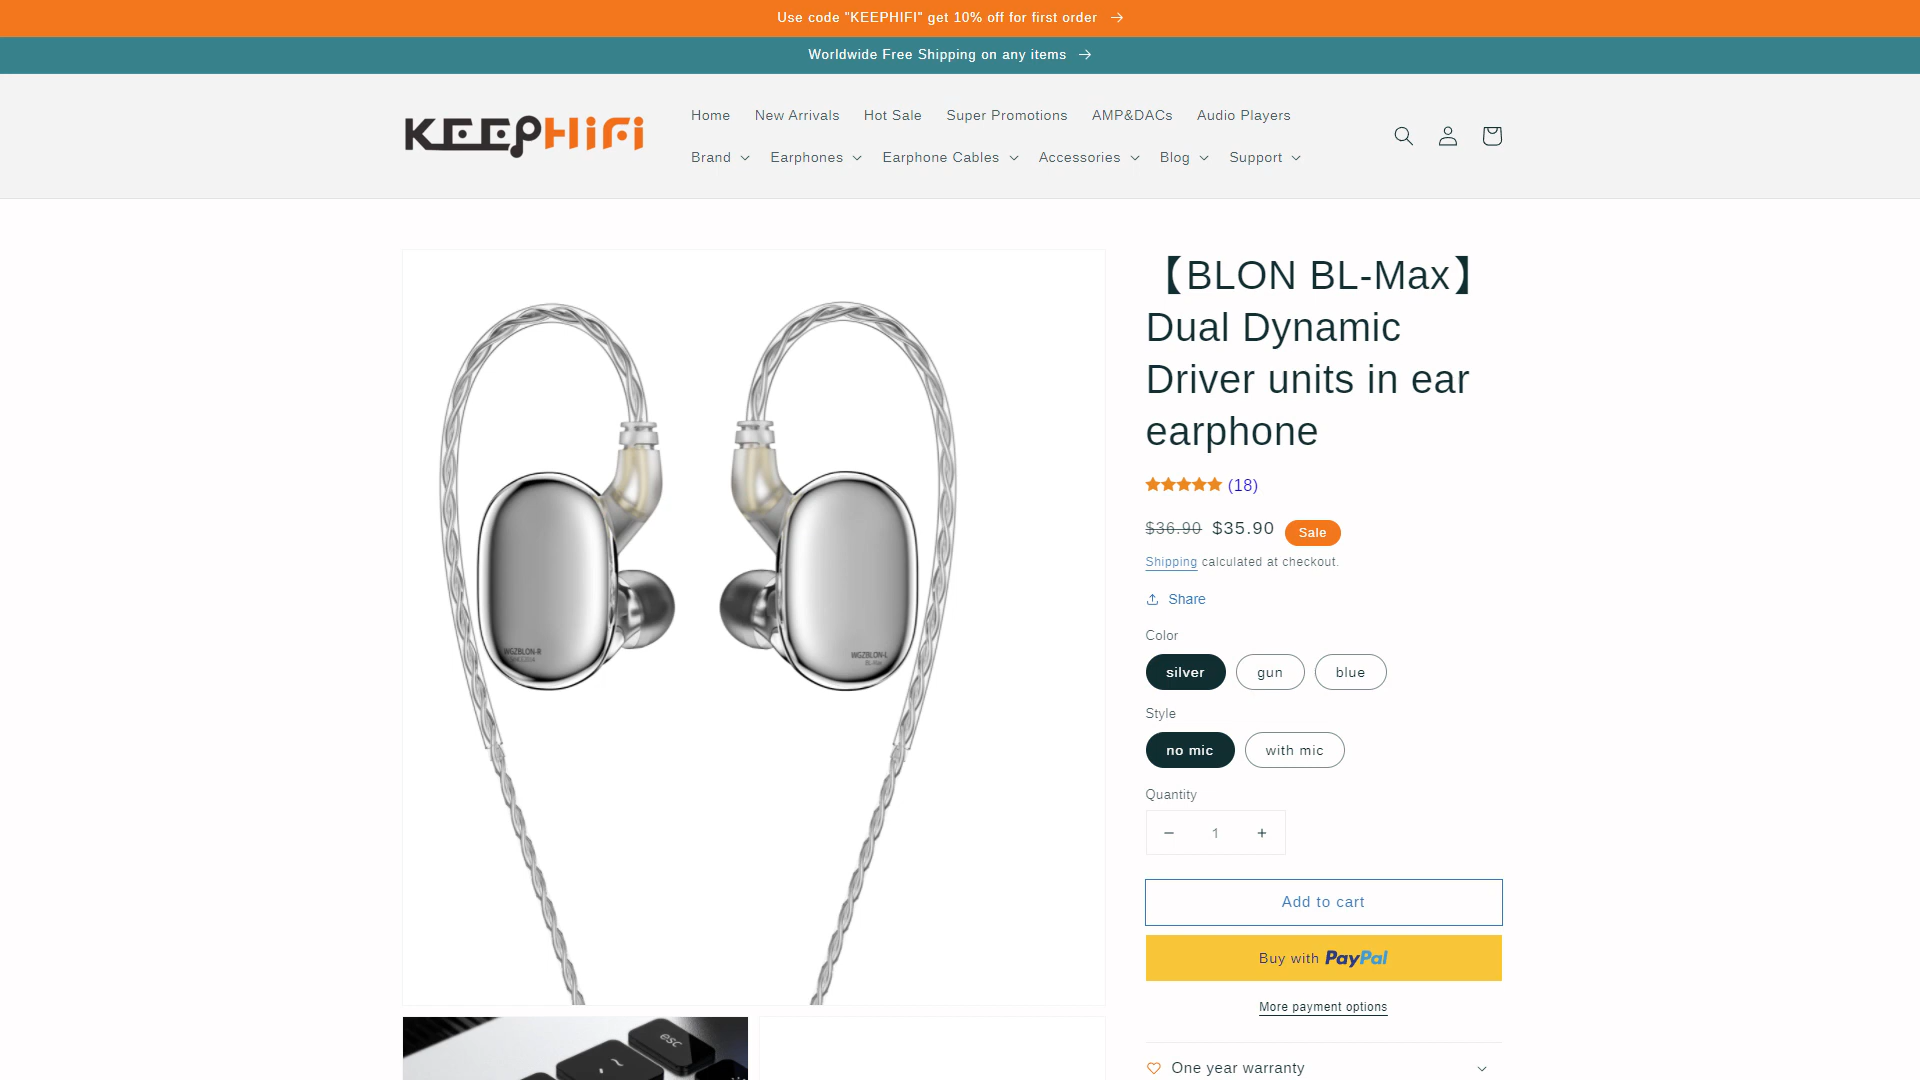 Use code "KEEPHIFI" get 10% off for first order
Worldwide Free Shipping on any items
KEEPHIFI
Home New Arrivals Hot Sale Super Promotions AMP&DACs Audio Players
Brand Earphones Earphone Cables Accessories Blog Support
【BLON BL-Max】
Dual Dynamic
Driver units in ear
earphone
(18)
$36.90 $35.90 Sale
Shipping calculated at checkout.
Share
Color
silver gun blue
Style
no mic with mic
Quantity
− 1 +
Add to cart
Buy with PayPal
More payment options
One year warranty
WGZBLON-R
WGZBLON-L
BL-Max
esc